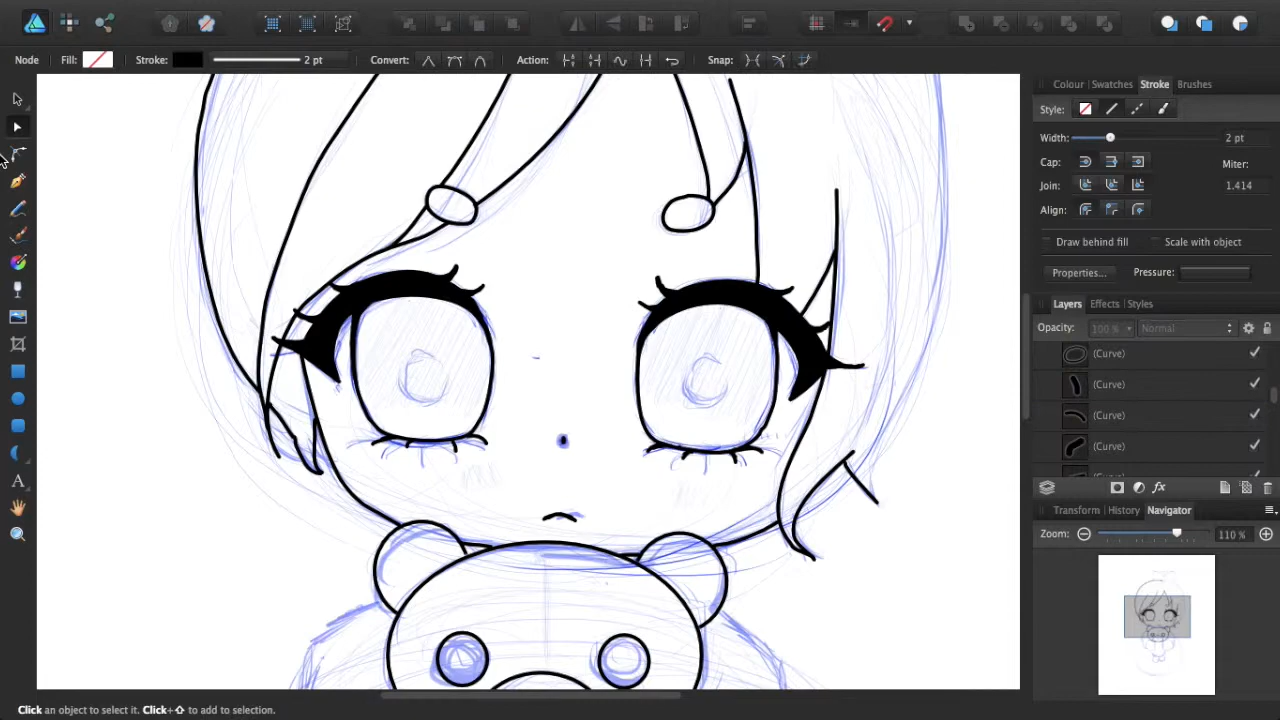 Node Fill: Stroke: 2 pt Convert: Action: Snap:
Colour Swatches Stroke Brushes
Style:
Width: 2 pt
Cap: Miter:
Join: 1.414
Align:
Draw behind fill Scale with object
Properties... Pressure:
Layers Effects Styles
Opacity: 100 % Normal
(Curve)
(Curve)
(Curve)
(Curve)
fx
Transform History Navigator
Zoom: 110 %
A
Click an object to select it. Click+⇧ to add to selection.